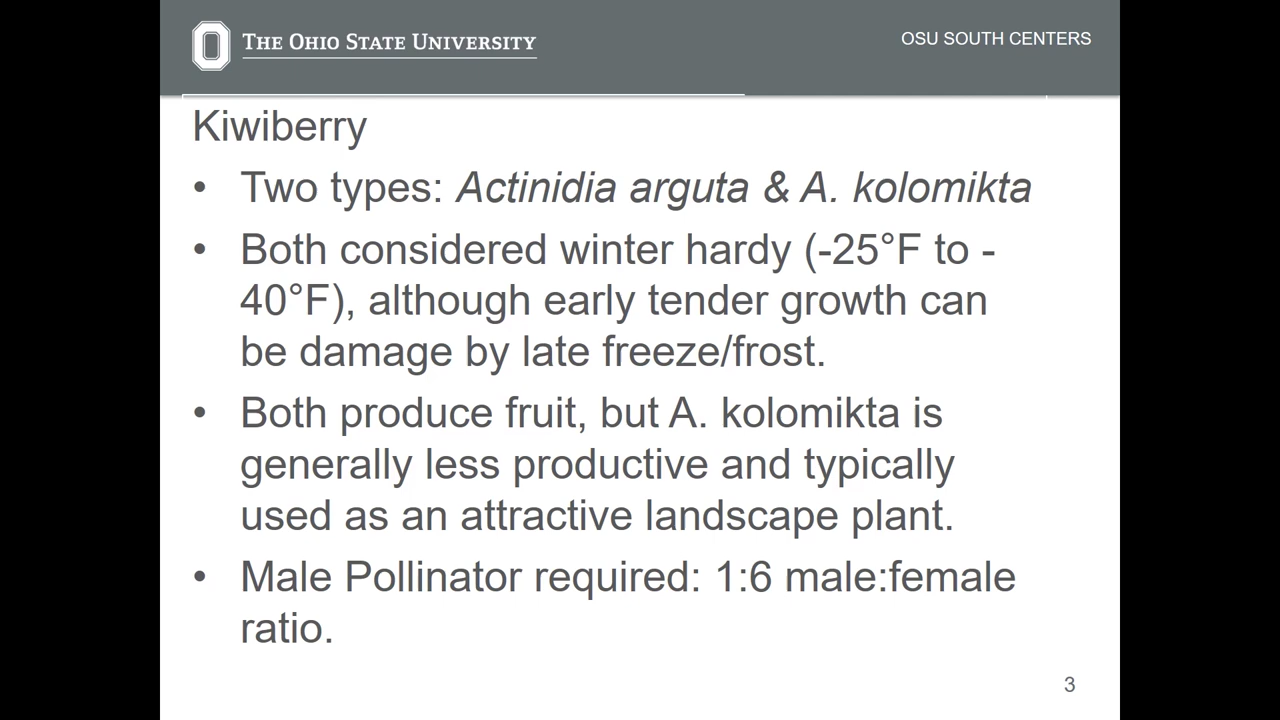 THE OHIO STATE UNIVERSITY
OSU SOUTH CENTERS
Kiwiberry
• Two types: Actinidia arguta & A. kolomikta
• Both considered winter hardy (-25°F to -
40°F), although early tender growth can
be damage by late freeze/frost.
• Both produce fruit, but A. kolomikta is
generally less productive and typically
used as an attractive landscape plant.
• Male Pollinator required: 1:6 male:female
ratio.
3